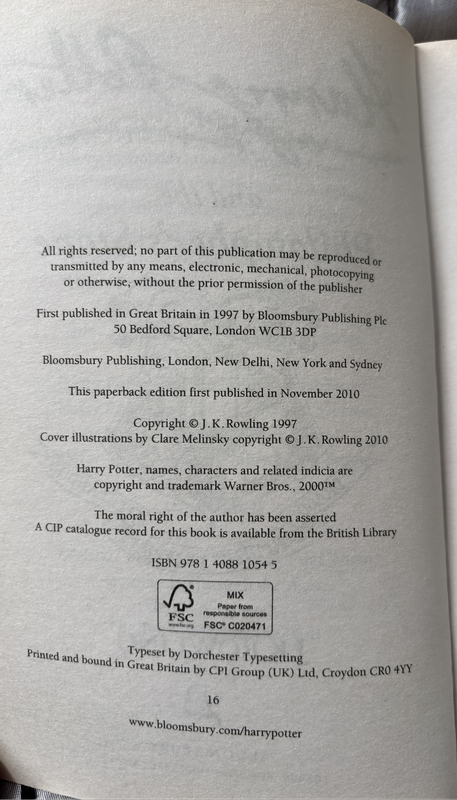 All rights reserved; no part of this publication may be reproduced or
transmitted by any means, electronic, mechanical, photocopying
or otherwise, without the prior permission of the publisher
First published in Great Britain in 1997 by Bloomsbury Publishing Plc
50 Bedford Square, London WC1B 3DP
Bloomsbury Publishing, London, New Delhi, New York and Sydney
This paperback edition first published in November 2010
Copyright © J. K. Rowling 1997
Cover illustrations by Clare Melinsky copyright © J. K. Rowling 2010
Harry Potter, names, characters and related indicia are
copyright and trademark Warner Bros., 2000™
The moral right of the author has been asserted
A CIP catalogue record for this book is available from the British Library
ISBN 978 1 4088 1054 5
MIX
Paper from
responsible sources
FSC® C020471
FSC
www.fsc.org
Typeset by Dorchester Typesetting
Printed and bound in Great Britain by CPI Group (UK) Ltd, Croydon CR0 4YY
16
www.bloomsbury.com/harrypotter